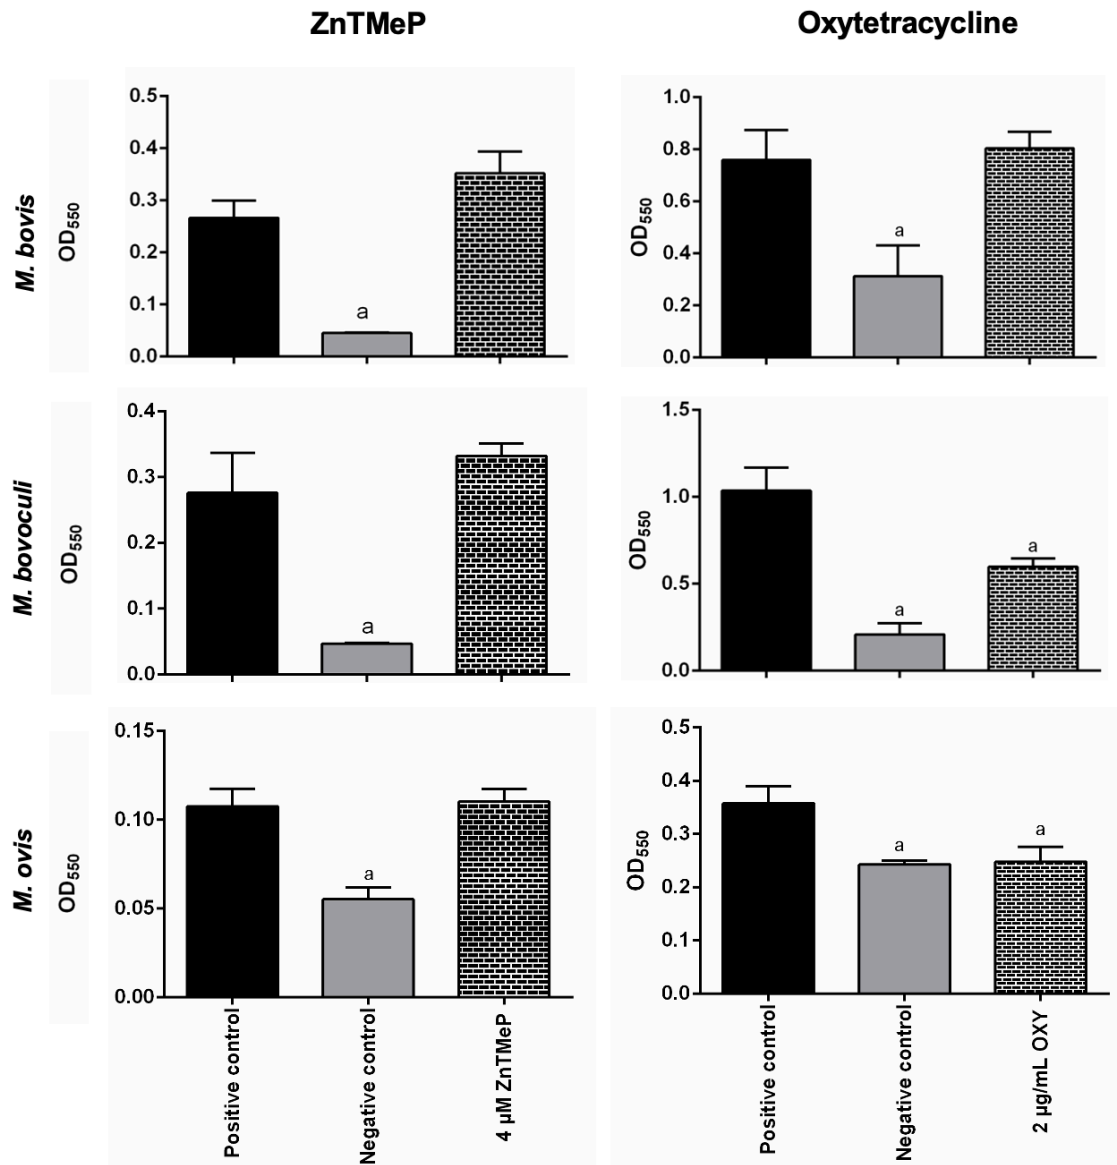 ZnTMeP
Oxytetracycline
M. bovis
OD550
0.5
0.4
0.3
0.2
0.1
0.0
a
OD550
1.0
0.8
0.6
0.4
0.2
0.0
a
M. bovoculi
OD550
0.4
0.3
0.2
0.1
0.0
a
OD550
1.5
1.0
0.5
0.0
a
a
M. ovis
OD550
0.15
0.10
0.05
0.00
a
OD550
0.5
0.4
0.3
0.2
0.1
0.0
a
a
Positive control
Negative control
4 µM ZnTMeP
Positive control
Negative control
2 µg/mL OXY